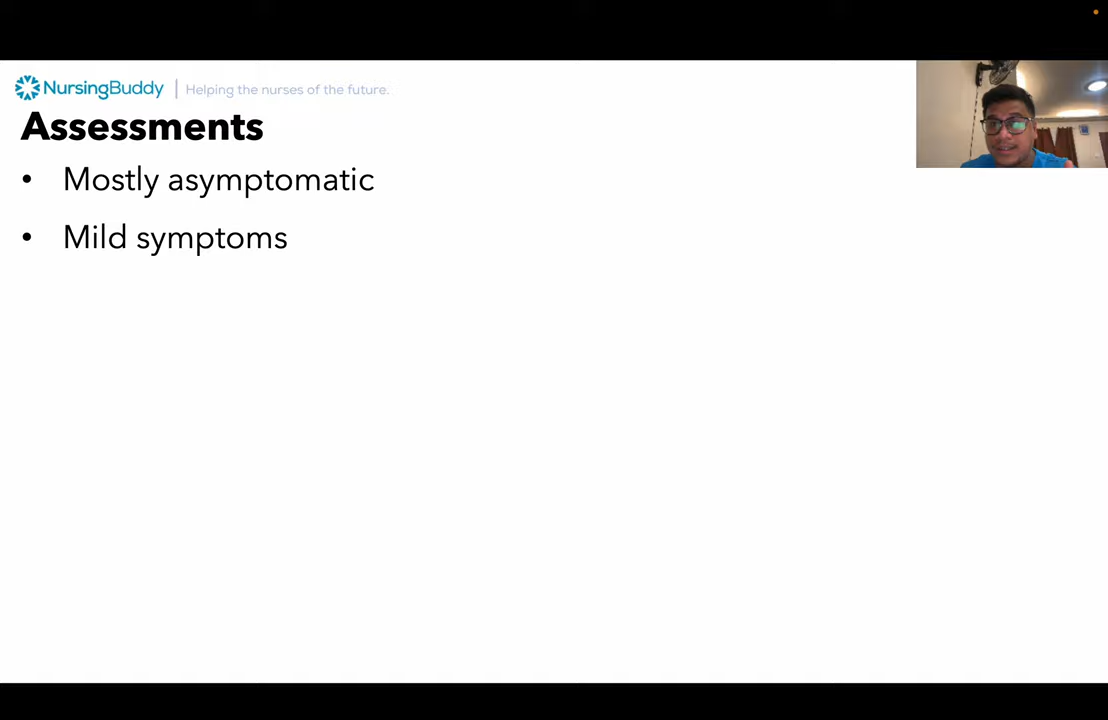 NursingBuddy | Helping the nurses of the future.
Assessments
• Mostly asymptomatic
• Mild symptoms